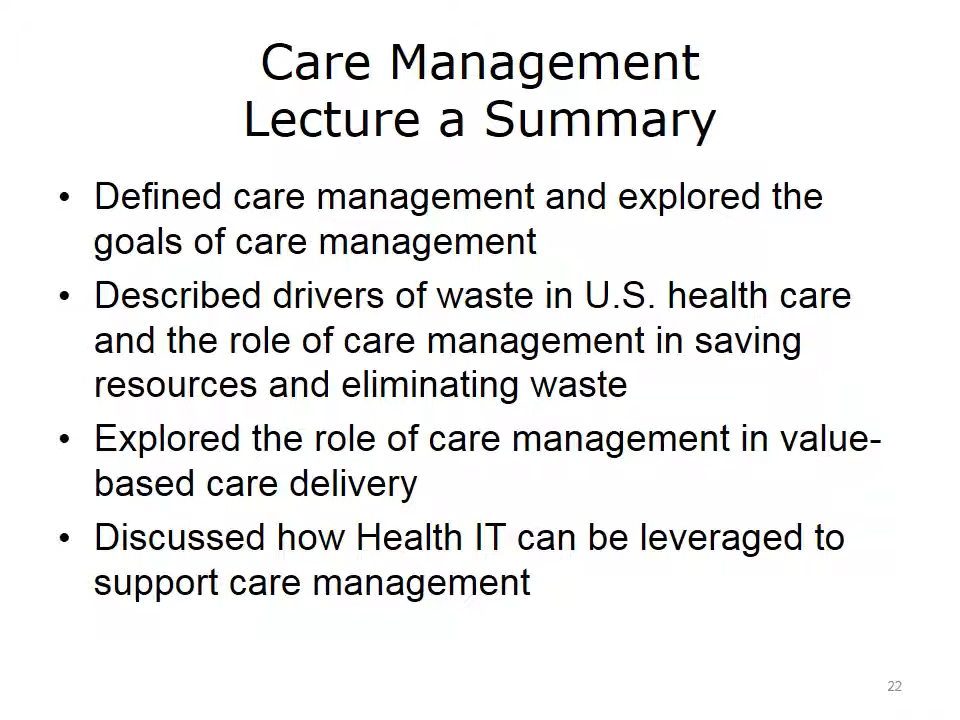 Care Management
Lecture a Summary
• Defined care management and explored the
goals of care management
• Described drivers of waste in U.S. health care
and the role of care management in saving
resources and eliminating waste
• Explored the role of care management in value-
based care delivery
• Discussed how Health IT can be leveraged to
support care management
22